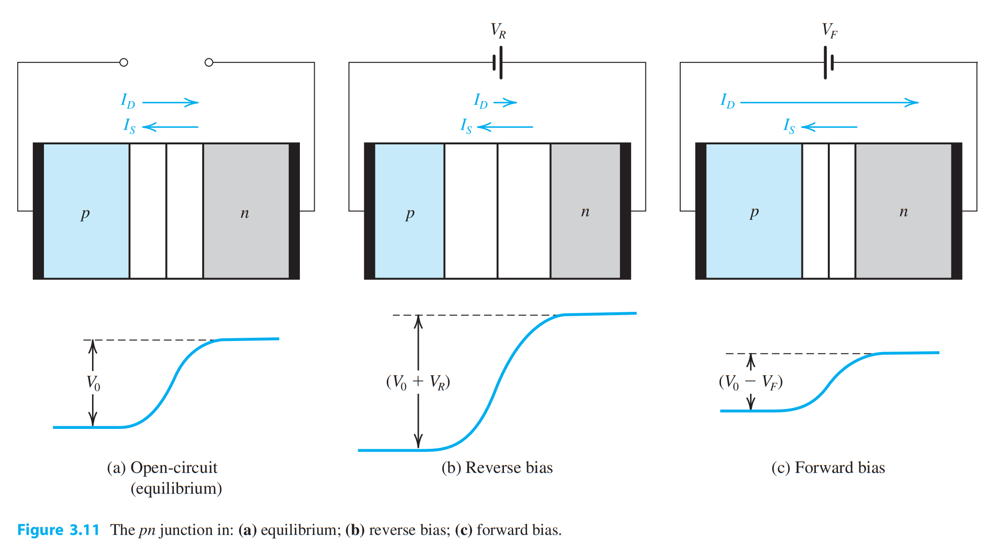 V_R
V_F
I_D
I_S
I_D
I_S
I_D
I_S
p
n
p
n
p
n
V_0
(V_0 + V_R)
(V_0 − V_F)
(a) Open-circuit
(equilibrium)
(b) Reverse bias
(c) Forward bias
Figure 3.11 The pn junction in: (a) equilibrium; (b) reverse bias; (c) forward bias.